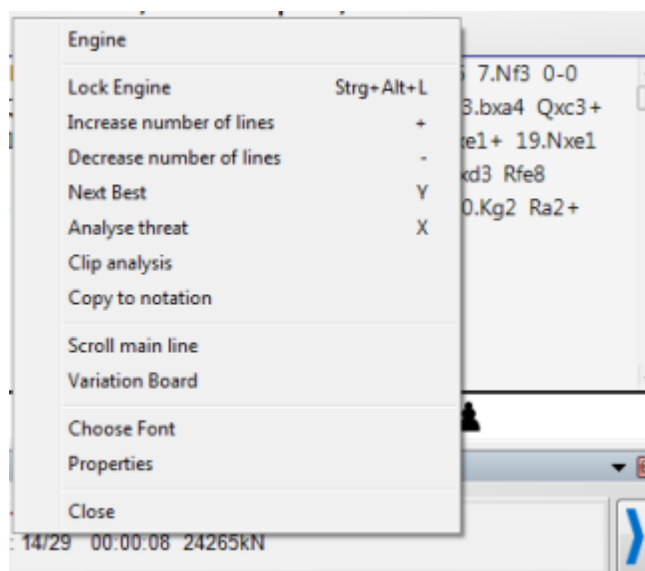 Engine
7.Nf3 0-0
Lock Engine Strg+Alt+L
3.bxa4 Qxc3+
Increase number of lines +
xe1+ 19.Nxe1
Decrease number of lines -
xd3 Rfe8
Next Best Y
0.Kg2 Ra2+
Analyse threat X
Clip analysis
Copy to notation
Scroll main line
Variation Board
Choose Font
Properties
Close
: 14/29 00:00:08 24265kN